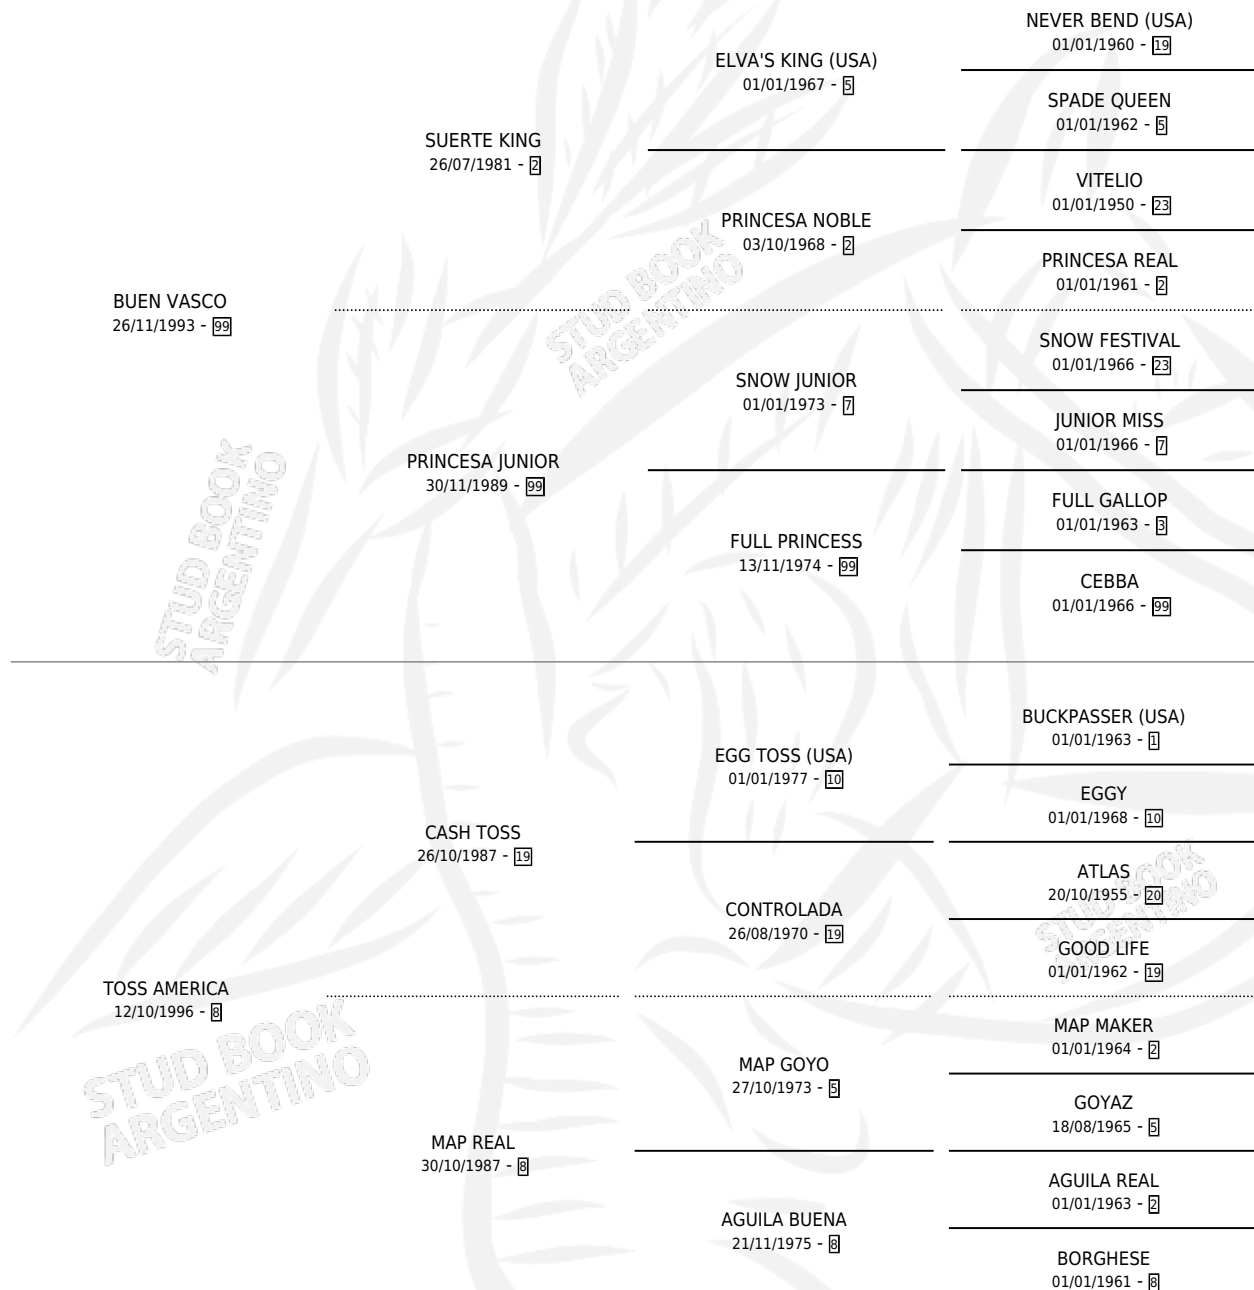 NEVER BEND (USA)
01/01/1960 - 19
ELVA'S KING (USA)
01/01/1967 - 5
SPADE QUEEN
01/01/1962 - 5
SUERTE KING
26/07/1981 - 2
VITELIO
01/01/1950 - 23
PRINCESA NOBLE
03/10/1968 - 2
PRINCESA REAL
01/01/1961 - 2
BUEN VASCO
26/11/1993 - 99
SNOW FESTIVAL
01/01/1966 - 23
SNOW JUNIOR
01/01/1973 - 7
JUNIOR MISS
01/01/1966 - 7
PRINCESA JUNIOR
30/11/1989 - 99
FULL GALLOP
01/01/1963 - 3
FULL PRINCESS
13/11/1974 - 99
CEBBA
01/01/1966 - 99
STUD BOOK
ARGENTINO
STUD BOOK
ARGENTINO
BUCKPASSER (USA)
01/01/1963 - 1
EGG TOSS (USA)
01/01/1977 - 10
EGGY
01/01/1968 - 10
CASH TOSS
26/10/1987 - 19
ATLAS
20/10/1955 - 20
CONTROLADA
26/08/1970 - 19
GOOD LIFE
01/01/1962 - 19
STUD BOOK
ARGENTINO
TOSS AMERICA
12/10/1996 - 8
MAP MAKER
01/01/1964 - 2
MAP GOYO
27/10/1973 - 5
GOYAZ
18/08/1965 - 5
STUD BOOK
ARGENTINO
MAP REAL
30/10/1987 - 8
AGUILA REAL
01/01/1963 - 2
AGUILA BUENA
21/11/1975 - 8
BORGHESE
01/01/1961 - 8